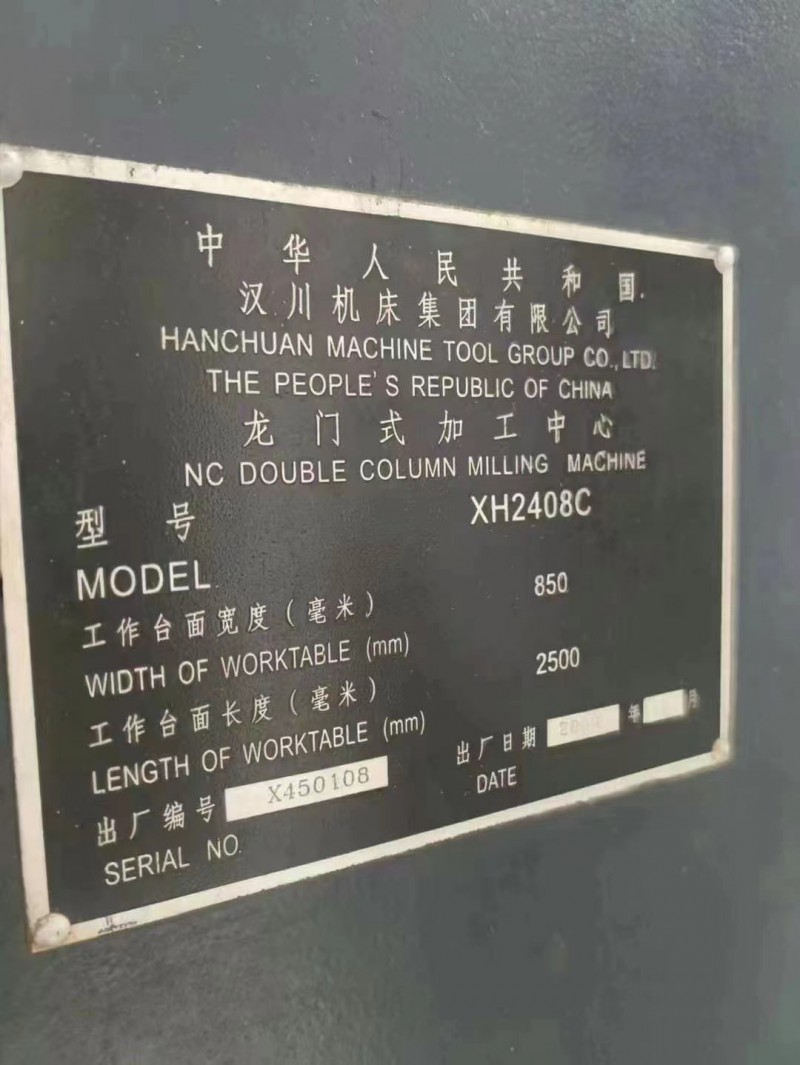 中华人民共和国
汉川机床集团有限公司
HANCHUAN MACHINE TOOL GROUP CO., LTD.
THE PEOPLE'S REPUBLIC OF CHINA
龙门式加工中心
NC DOUBLE COLUMN MILLING MACHINE
型号 XH2408C
MODEL
工作台面宽度(毫米) 850
WIDTH OF WORKTABLE (mm)
工作台面长度(毫米) 2500
LENGTH OF WORKTABLE (mm)
出厂编号 X450108 出厂日期 年 月
SERIAL NO. DATE